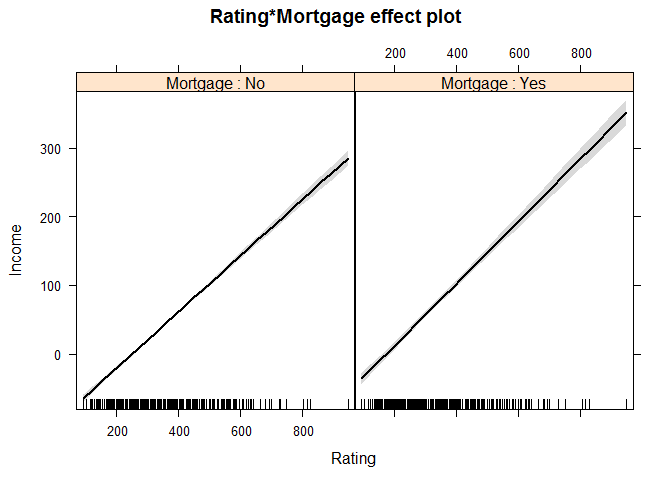 Rating*Mortgage effect plot
200 400 600 800
Mortgage : No Mortgage : Yes
300
200
100
0
Income
200 400 600 800
Rating